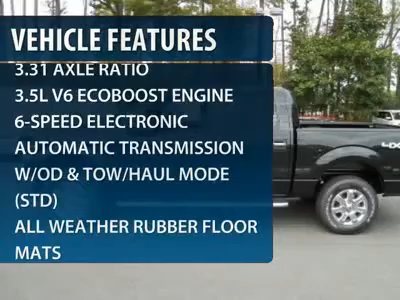 VEHICLE FEATURES
3.31 AXLE RATIO
3.5L V6 ECOBOOST ENGINE
6-SPEED ELECTRONIC
AUTOMATIC TRANSMISSION
W/OD & TOW/HAUL MODE
(STD)
ALL WEATHER RUBBER FLOOR
MATS